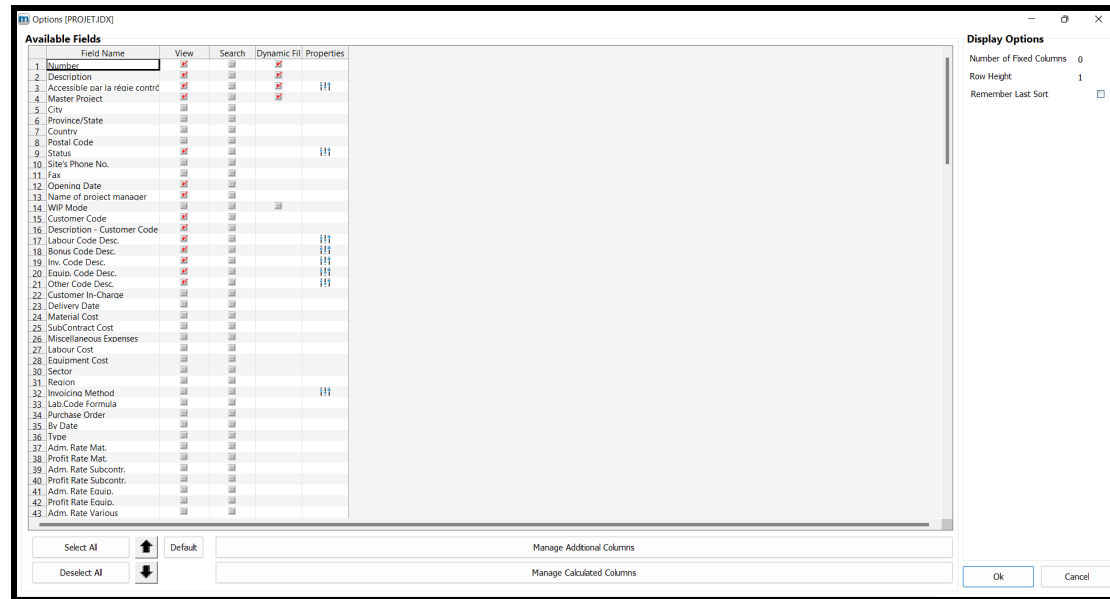 m Options [PROJET.IDX]
Available Fields
Field Name View Search Dynamic Fil Properties
1 Number
2 Description
3 Accessible par la régie contrô
4 Master Project
5 City
6 Province/State
7 Country
8 Postal Code
9 Status
10 Site's Phone No.
11 Fax
12 Opening Date
13 Name of project manager
14 WIP Mode
15 Customer Code
16 Description - Customer Code
17 Labour Code Desc.
18 Bonus Code Desc.
19 Inv. Code Desc.
20 Equip. Code Desc.
21 Other Code Desc.
22 Customer In-Charge
23 Delivery Date
24 Material Cost
25 SubContract Cost
26 Miscellaneous Expenses
27 Labour Cost
28 Equipment Cost
30 Sector
31 Region
32 Invoicing Method
33 Lab.Code Formula
34 Purchase Order
35 By Date
36 Type
37 Adm. Rate Mat.
38 Profit Rate Mat.
39 Adm. Rate Subcontr.
40 Profit Rate Subcontr.
41 Adm. Rate Equip.
42 Profit Rate Equip.
43 Adm. Rate Various
Select All Default Manage Additional Columns
Deselect All Manage Calculated Columns
Display Options
Number of Fixed Columns 0
Row Height 1
Remember Last Sort
Ok Cancel